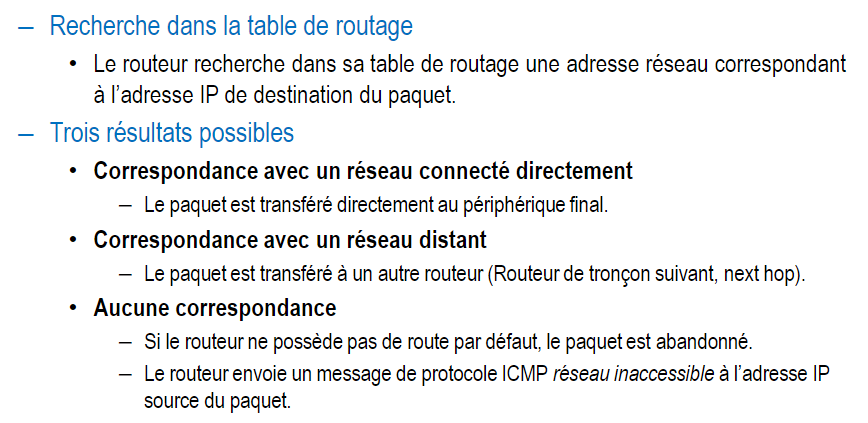 – Recherche dans la table de routage
• Le routeur recherche dans sa table de routage une adresse réseau correspondant
à l'adresse IP de destination du paquet.
– Trois résultats possibles
• Correspondance avec un réseau connecté directement
– Le paquet est transféré directement au périphérique final.
• Correspondance avec un réseau distant
– Le paquet est transféré à un autre routeur (Routeur de tronçon suivant, next hop).
• Aucune correspondance
– Si le routeur ne possède pas de route par défaut, le paquet est abandonné.
– Le routeur envoie un message de protocole ICMP réseau inaccessible à l'adresse IP
source du paquet.